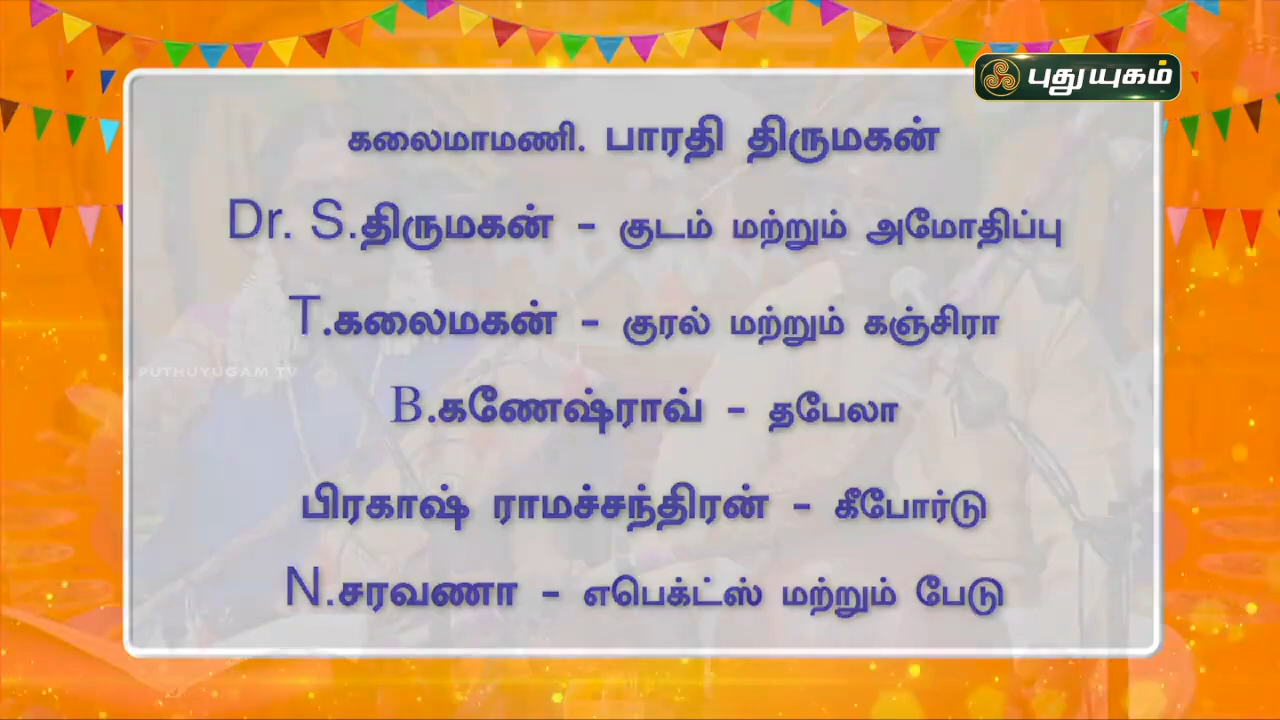 புதுயுகம்
கலைமாமணி. பாரதி திருமகன்
Dr. S.திருமகன் - குடம் மற்றும் அமோதிப்பு
T.கலைமகன் - குரல் மற்றும் கஞ்சிரா
PUTHUYUGAM TV
B.கணேஷ்ராவ் - தபேலா
பிரகாஷ் ராமச்சந்திரன் - கீபோர்டு
N.சரவணா - எபெக்ட்ஸ் மற்றும் பேடு